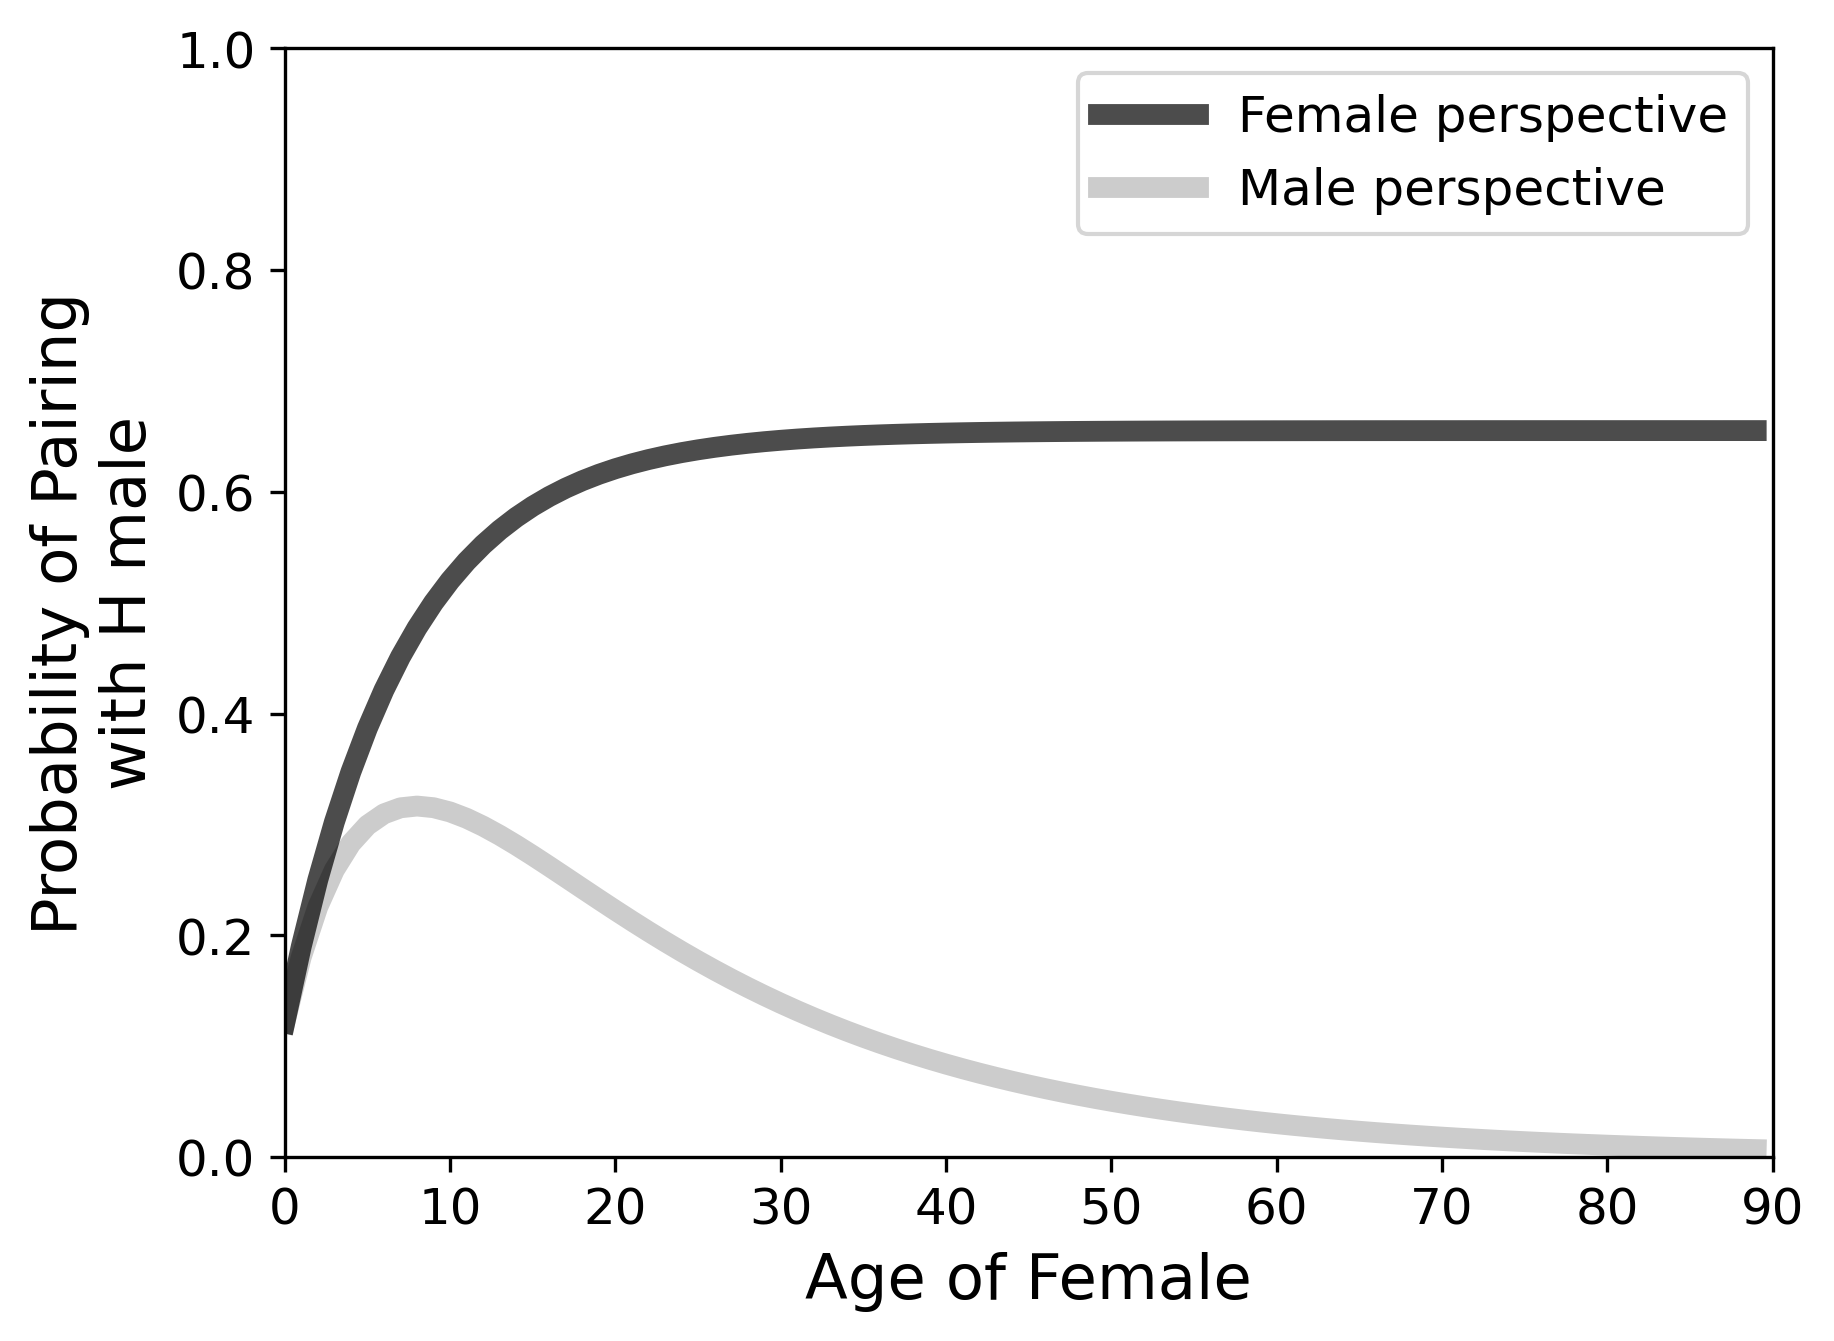 Probability of Pairing
with H male
1.0
0.8
0.6
0.4
0.2
0.0
Female perspective
Male perspective
0 10 20 30 40 50 60 70 80 90
Age of Female